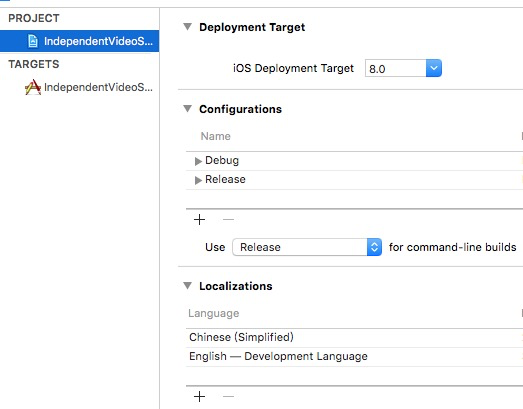 PROJECT
IndependentVideoS...
TARGETS
IndependentVideoS...
Deployment Target
iOS Deployment Target 8.0
Configurations
Name
Debug
Release
Use Release for command-line builds
Localizations
Language
Chinese (Simplified)
English — Development Language